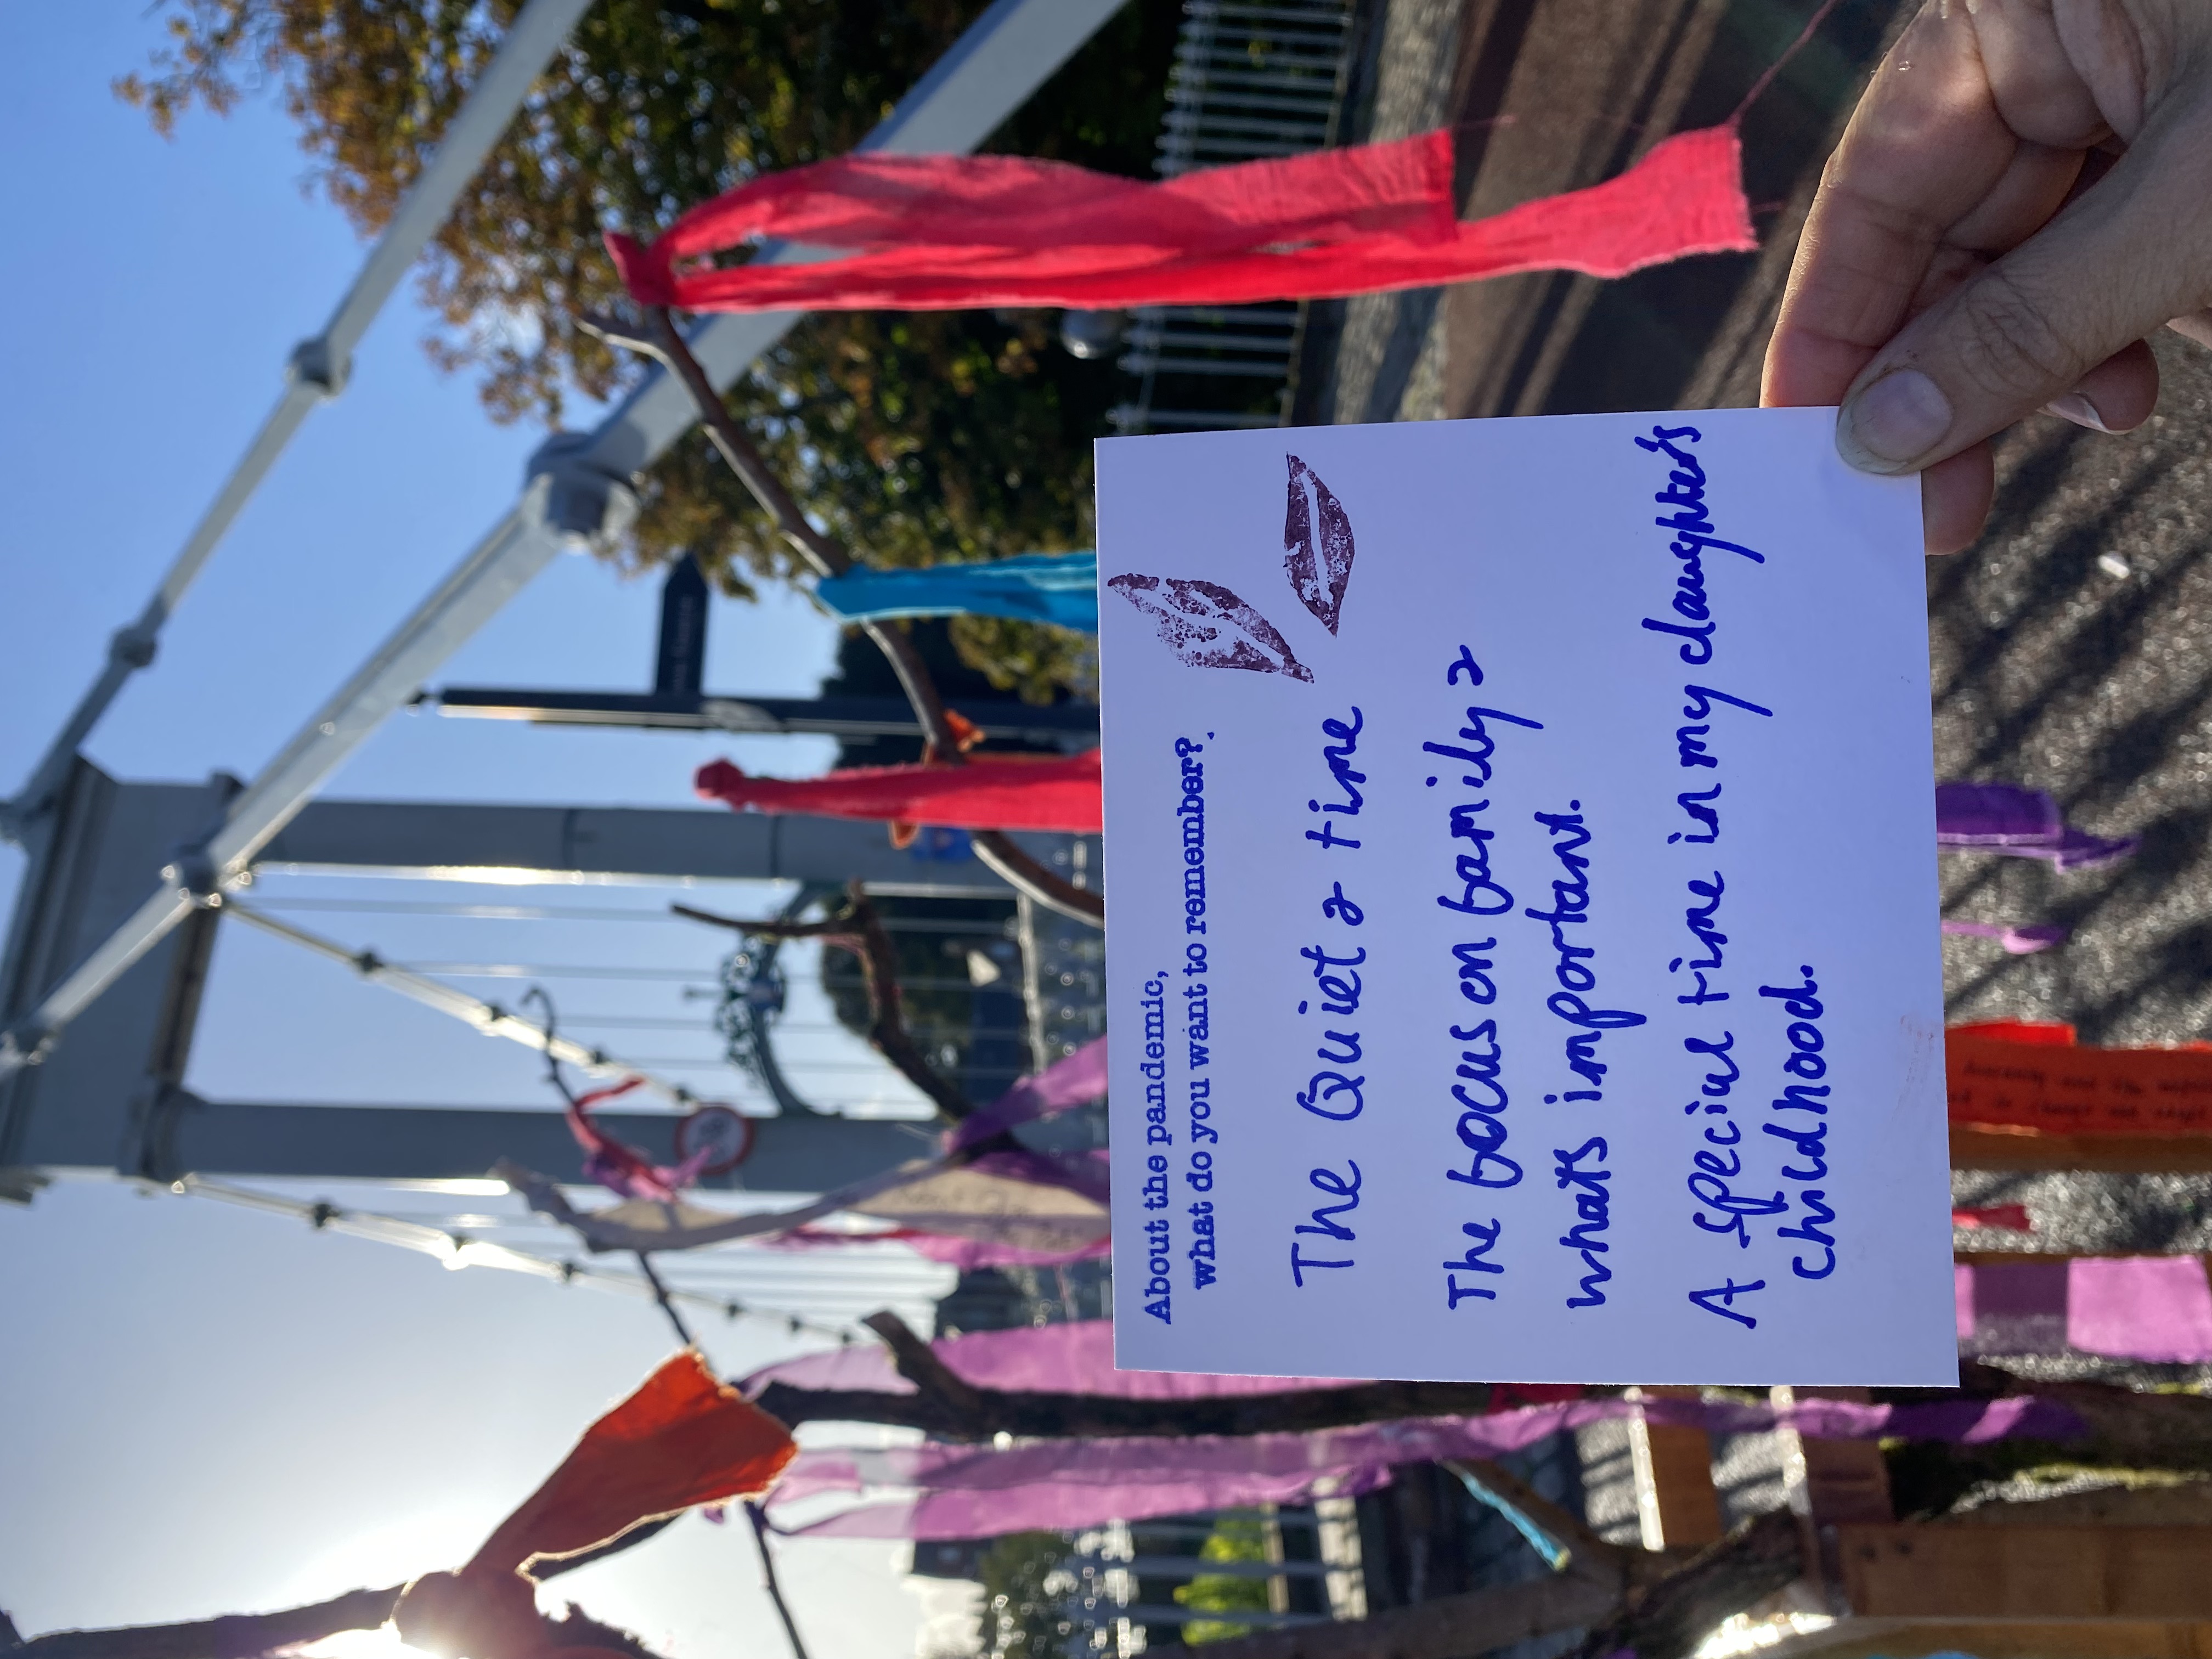 About the pandemic,
what do you want to remember?
The Quiet & time
The focus on family &
what's important.
A special time in my daughter's
childhood.